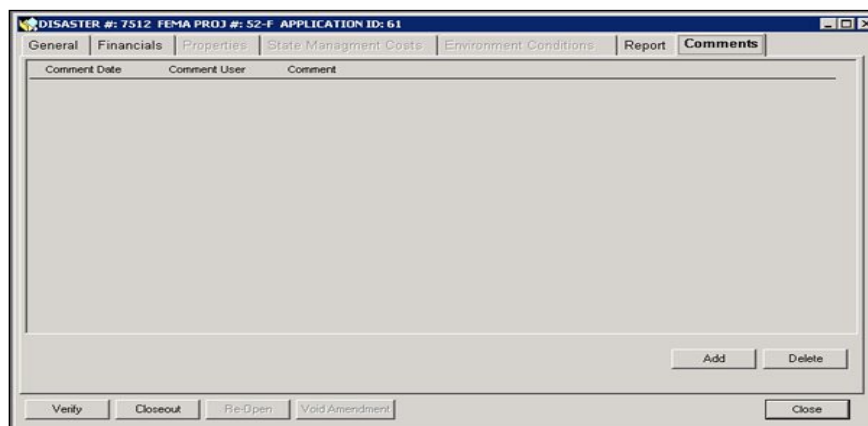 DISASTER #: 7512 FEMA PROJ #: 52-F APPLICATION ID: 61
General Financials Properties State Managment Costs Environment Conditions Report Comments
Comment Date Comment User Comment
Add Delete
Verify Closeout Re-Open Void Amendment Close